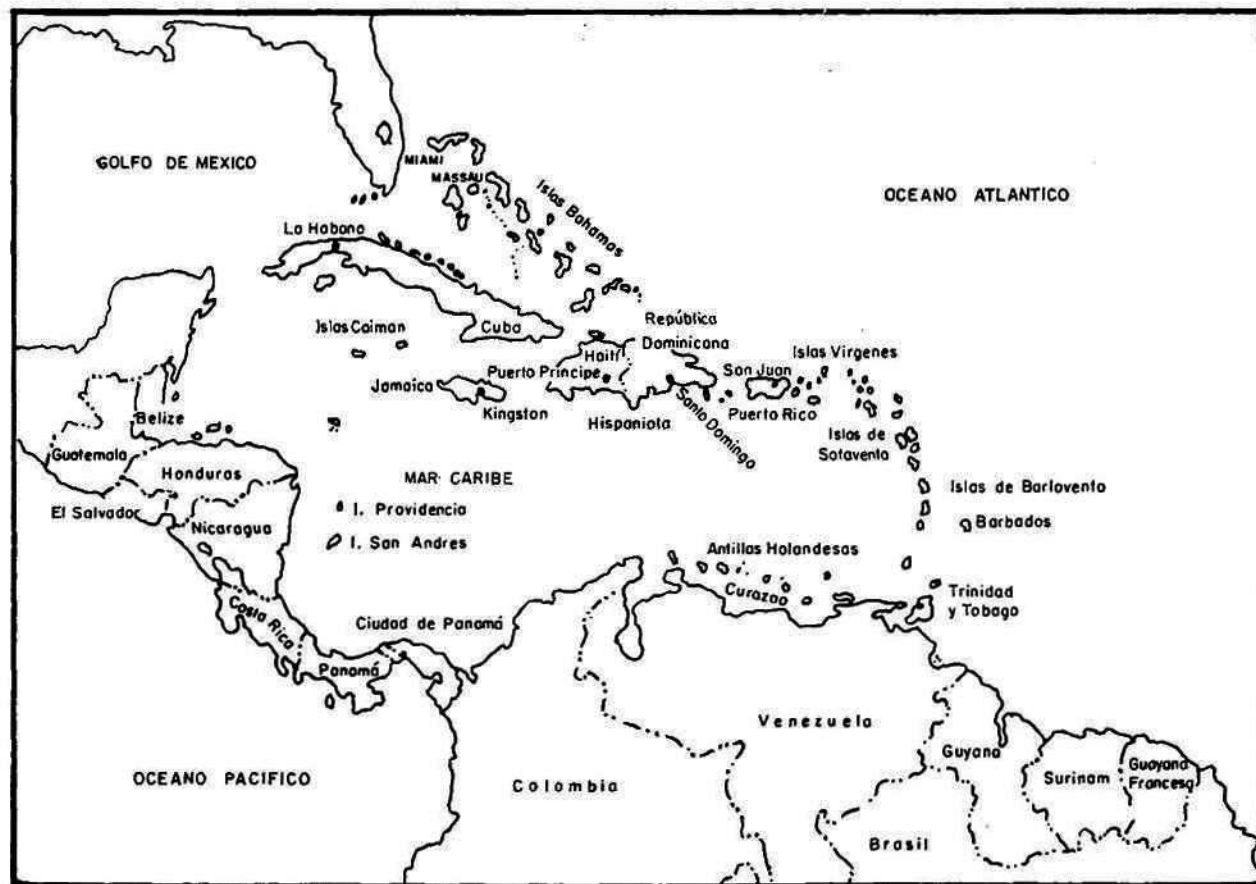 GOLFO DE MEXICO
MIAMI
MASSAU
Islas Bahamas
OCEANO ATLANTICO
La Habana
Islas Caiman
Cuba
República
Dominicana
Haití
Puerto Príncipe
Jamaica
Kingston
Hispaniola
Santo Domingo
San Juan
Puerto Rico
Islas Virgenes
Islas de
Sotavento
Belize
Guatemala
Honduras
El Salvador
Nicaragua
MAR CARIBE
I. Providencia
I. San Andres
Islas de Barlovento
Barbados
Antillas Holandesas
Curazao
Trinidad
y Tobago
Costa Rica
Ciudad de Panamá
Panamá
Venezuela
OCEANO PACIFICO
Colombia
Guyana
Surinam
Guayana
Francesa
Brasil